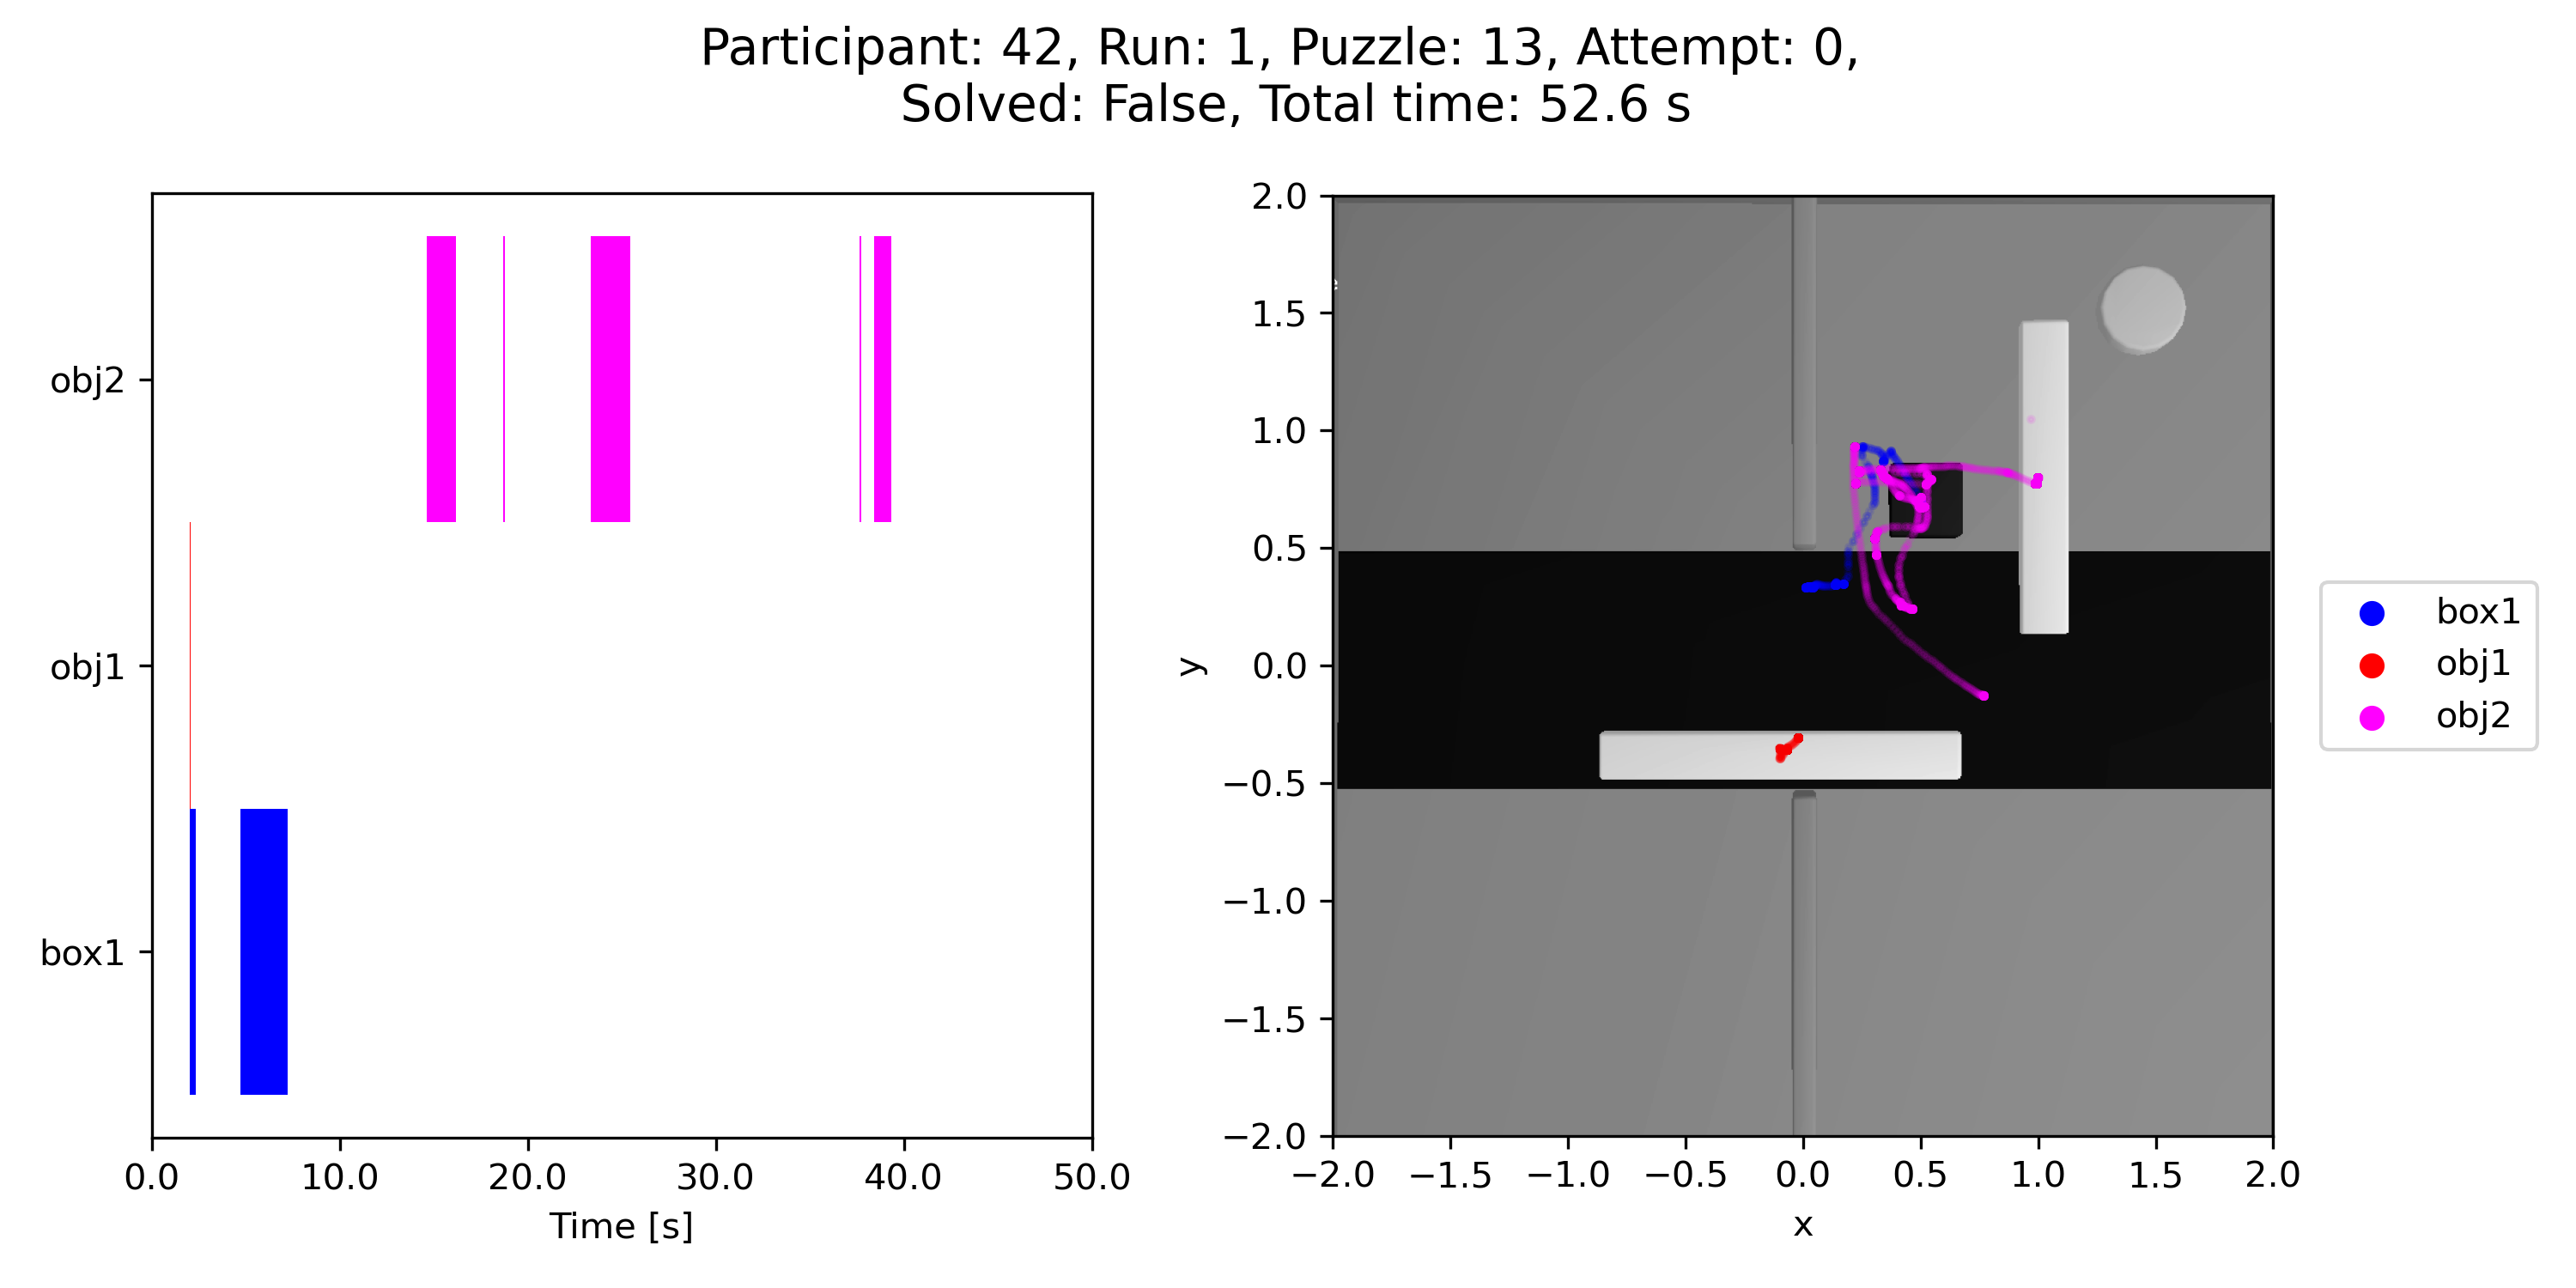 Participant: 42, Run: 1, Puzzle: 13, Attempt: 0,
Solved: False, Total time: 52.6 s
obj2
obj1
box1
0.0 10.0 20.0 30.0 40.0 50.0
Time [s]
2.0
1.5
1.0
0.5
0.0
−0.5
−1.0
−1.5
−2.0
y
−2.0 −1.5 −1.0 −0.5 0.0 0.5 1.0 1.5 2.0
x
box1
obj1
obj2